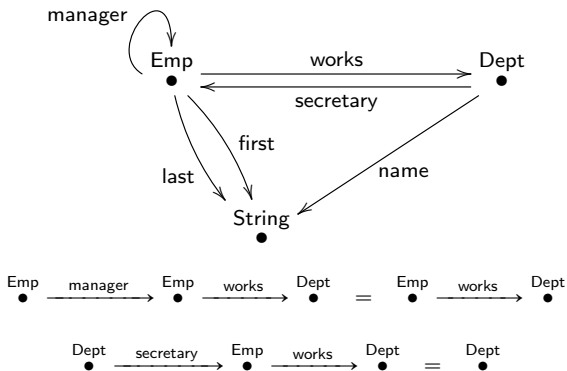 manager
Emp
works
Dept
secretary
first
last
name
String
Emp manager Emp works Dept = Emp works Dept
Dept secretary Emp works Dept = Dept